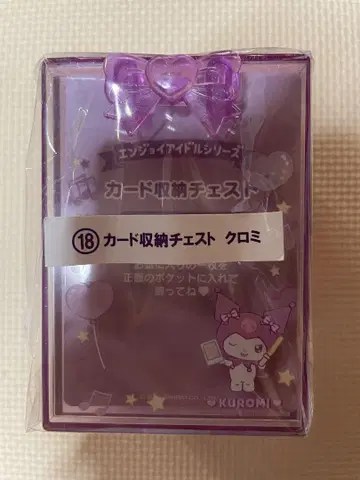 エンジョイアイドルシリーズ
カード収納チェスト
⑱ カード収納チェスト クロミ
正面のポケットに入れて
飾ってね♥
♥KUROMI♥